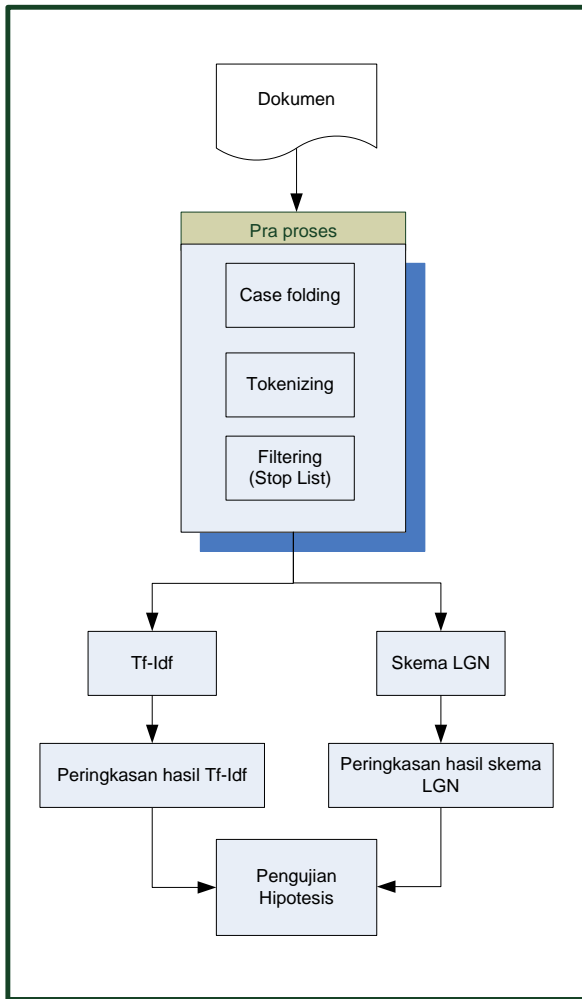 Dokumen
Pra proses
Case folding
Tokenizing
Filtering
(Stop List)
Tf-Idf
Skema LGN
Peringkasan hasil Tf-Idf
Peringkasan hasil skema
LGN
Pengujian
Hipotesis